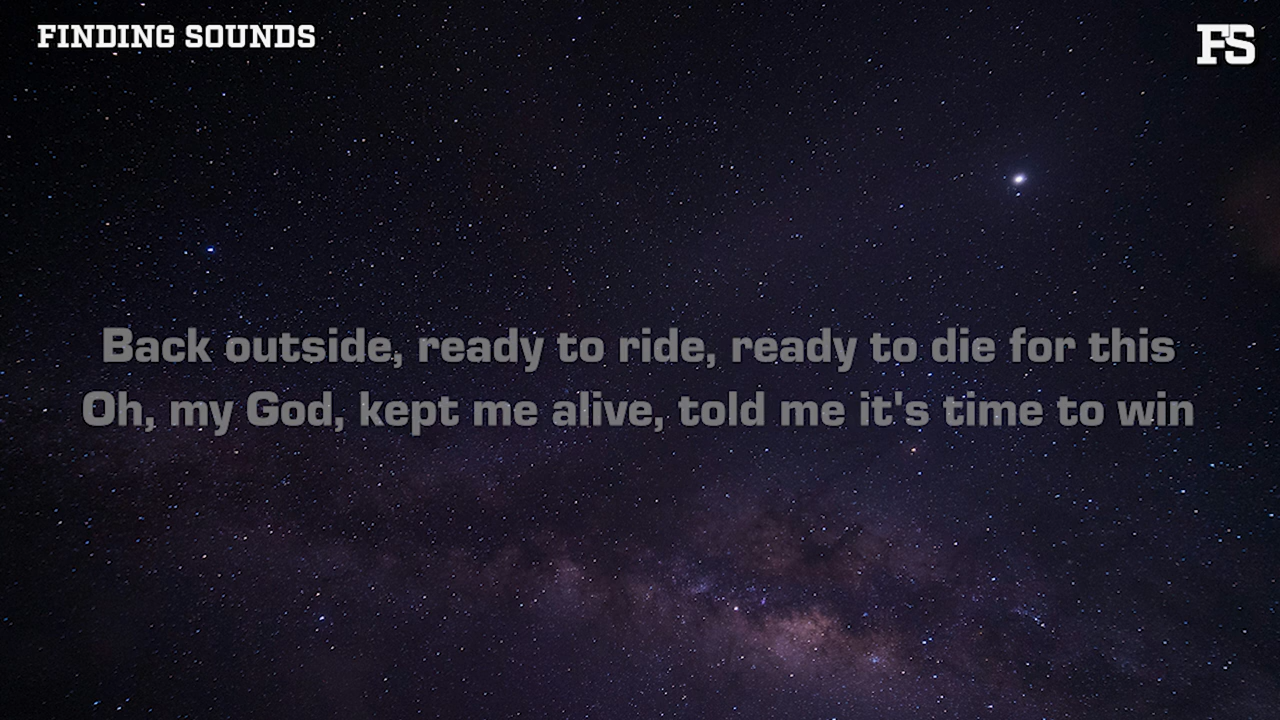 FINDING SOUNDS
FS
Back outside, ready to ride, ready to die for this
Oh, my God, kept me alive, told me it's time to win